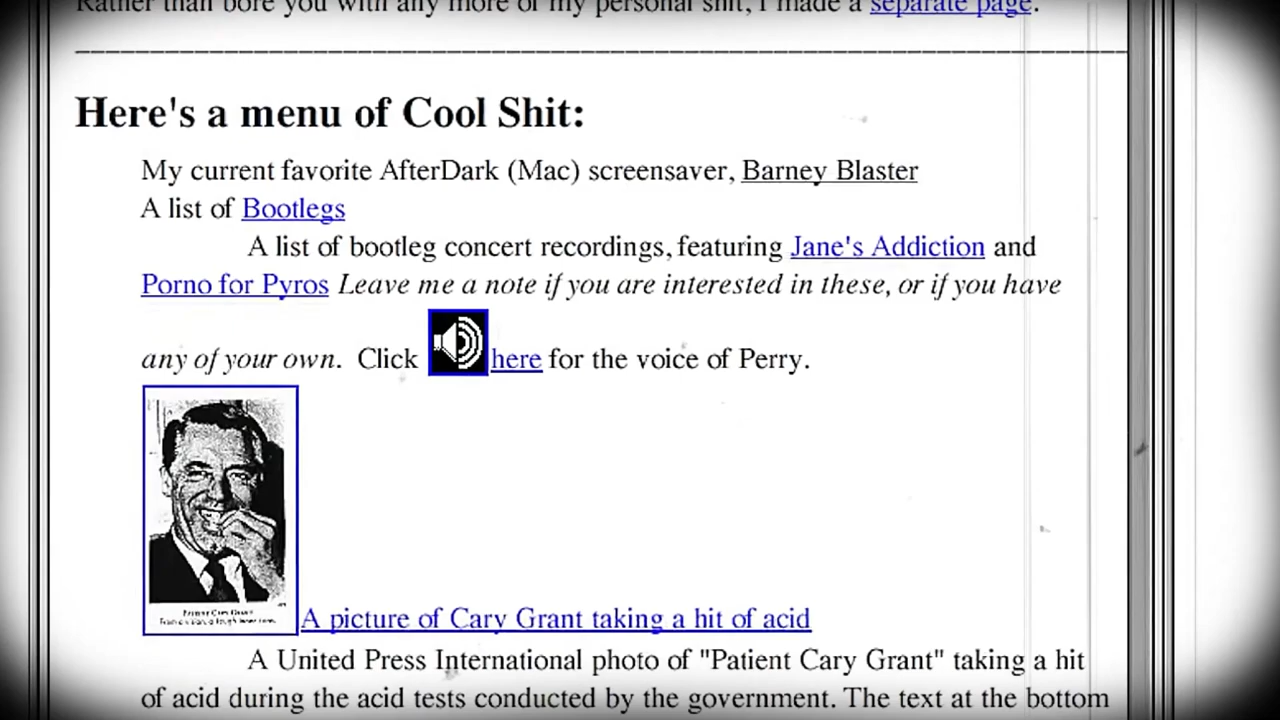 Rather than bore you with any more of my personal shit, I made a separate page.
Here's a menu of Cool Shit:
My current favorite AfterDark (Mac) screensaver, Barney Blaster
A list of Bootlegs
A list of bootleg concert recordings, featuring Jane's Addiction and
Porno for Pyros Leave me a note if you are interested in these, or if you have
any of your own. Click here for the voice of Perry.
A picture of Cary Grant taking a hit of acid
A United Press International photo of "Patient Cary Grant" taking a hit
of acid during the acid tests conducted by the government. The text at the bottom